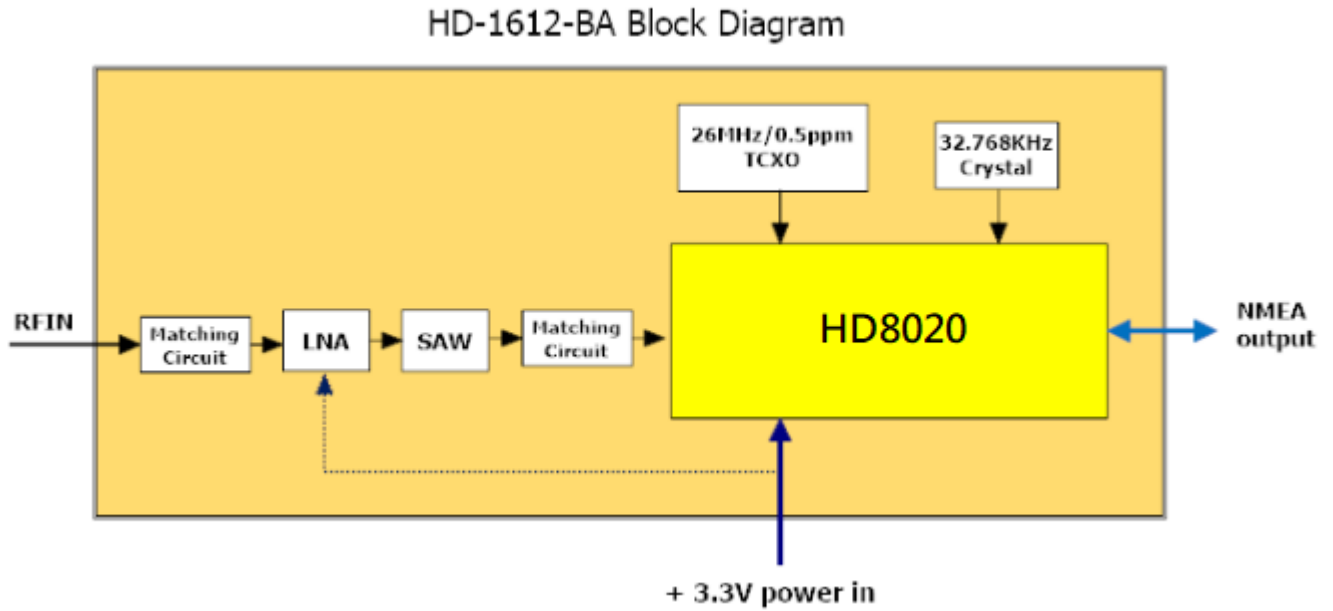 HD-1612-BA Block Diagram
26MHz/0.5ppm
TCXO
32.768KHz
Crystal
RFIN
Matching
Circuit
LNA
SAW
Matching
Circuit
HD8020
NMEA
output
+ 3.3V power in